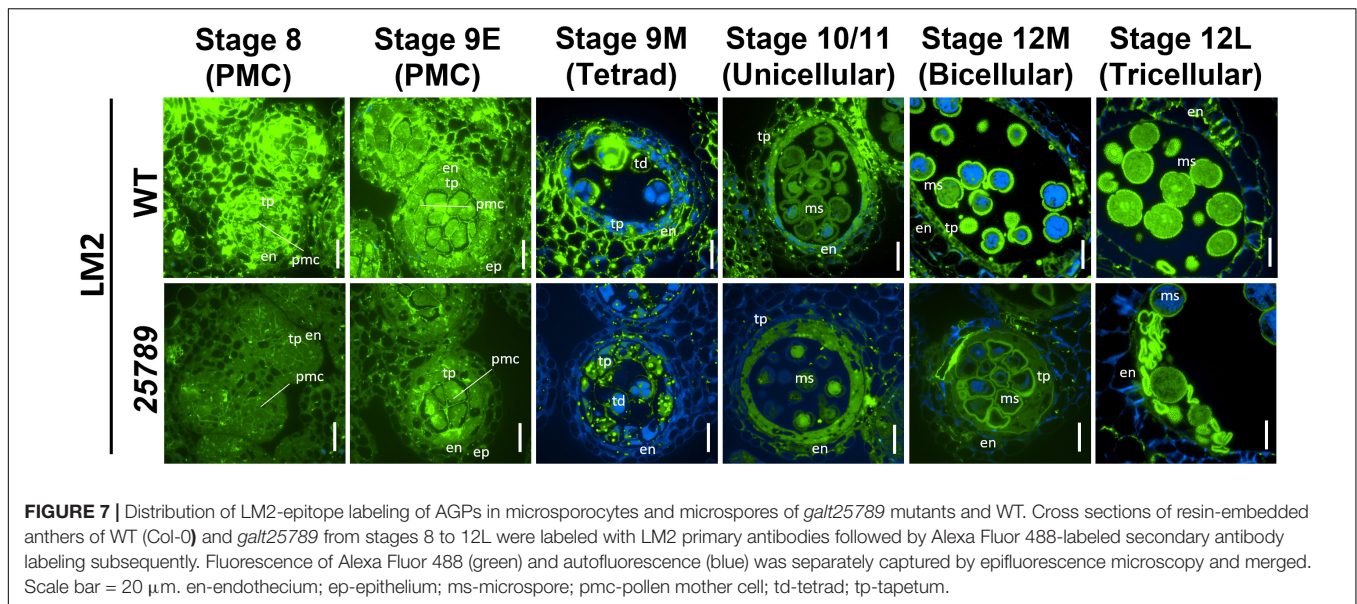 Stage 8 Stage 9E Stage 9M Stage 10/11 Stage 12M Stage 12L
(PMC) (PMC) (Tetrad) (Unicellular) (Bicellular) (Tricellular)
LM2
WT
tp
en
pmc
en
tp
pmc
ep
td
tp
en
tp
ms
en
ms
en
tp
en
ms
25789
tp en
pmc
pmc
tp
en
ep
tp
td
en
tp
ms
en
tp
ms
en
ms
en
FIGURE 7 | Distribution of LM2-epitope labeling of AGPs in microsporocytes and microspores of galt25789 mutants and WT. Cross sections of resin-embedded
anthers of WT (Col-0) and galt25789 from stages 8 to 12L were labeled with LM2 primary antibodies followed by Alexa Fluor 488-labeled secondary antibody
labeling subsequently. Fluorescence of Alexa Fluor 488 (green) and autofluorescence (blue) was separately captured by epifluorescence microscopy and merged.
Scale bar = 20 μm. en-endothecium; ep-epithelium; ms-microspore; pmc-pollen mother cell; td-tetrad; tp-tapetum.